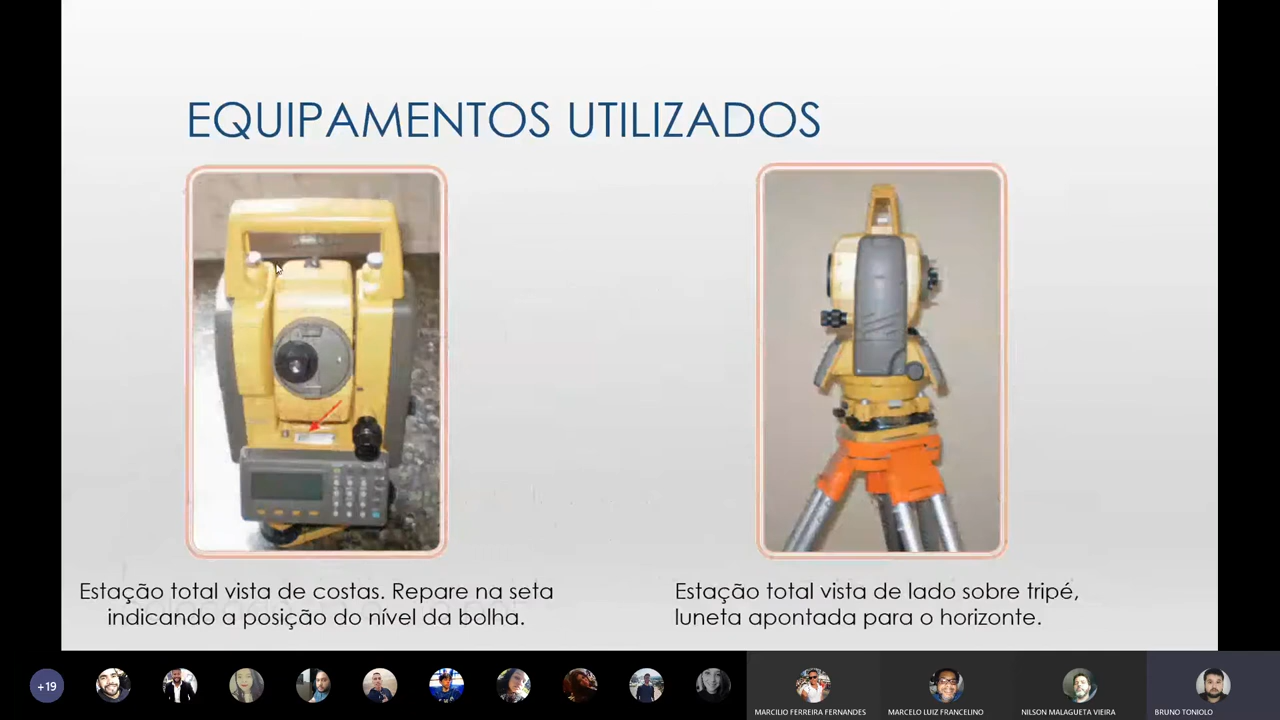 EQUIPAMENTOS UTILIZADOS
Estação total vista de costas. Repare na seta
indicando a posição do nível da bolha.
Estação total vista de lado sobre tripé,
luneta apontada para o horizonte.
+19
MARCILIO FERREIRA FERNANDES
MARCELO LUIZ FRANCELINO
NILSON MALAGUETA VIEIRA
BRUNO TONIOLO